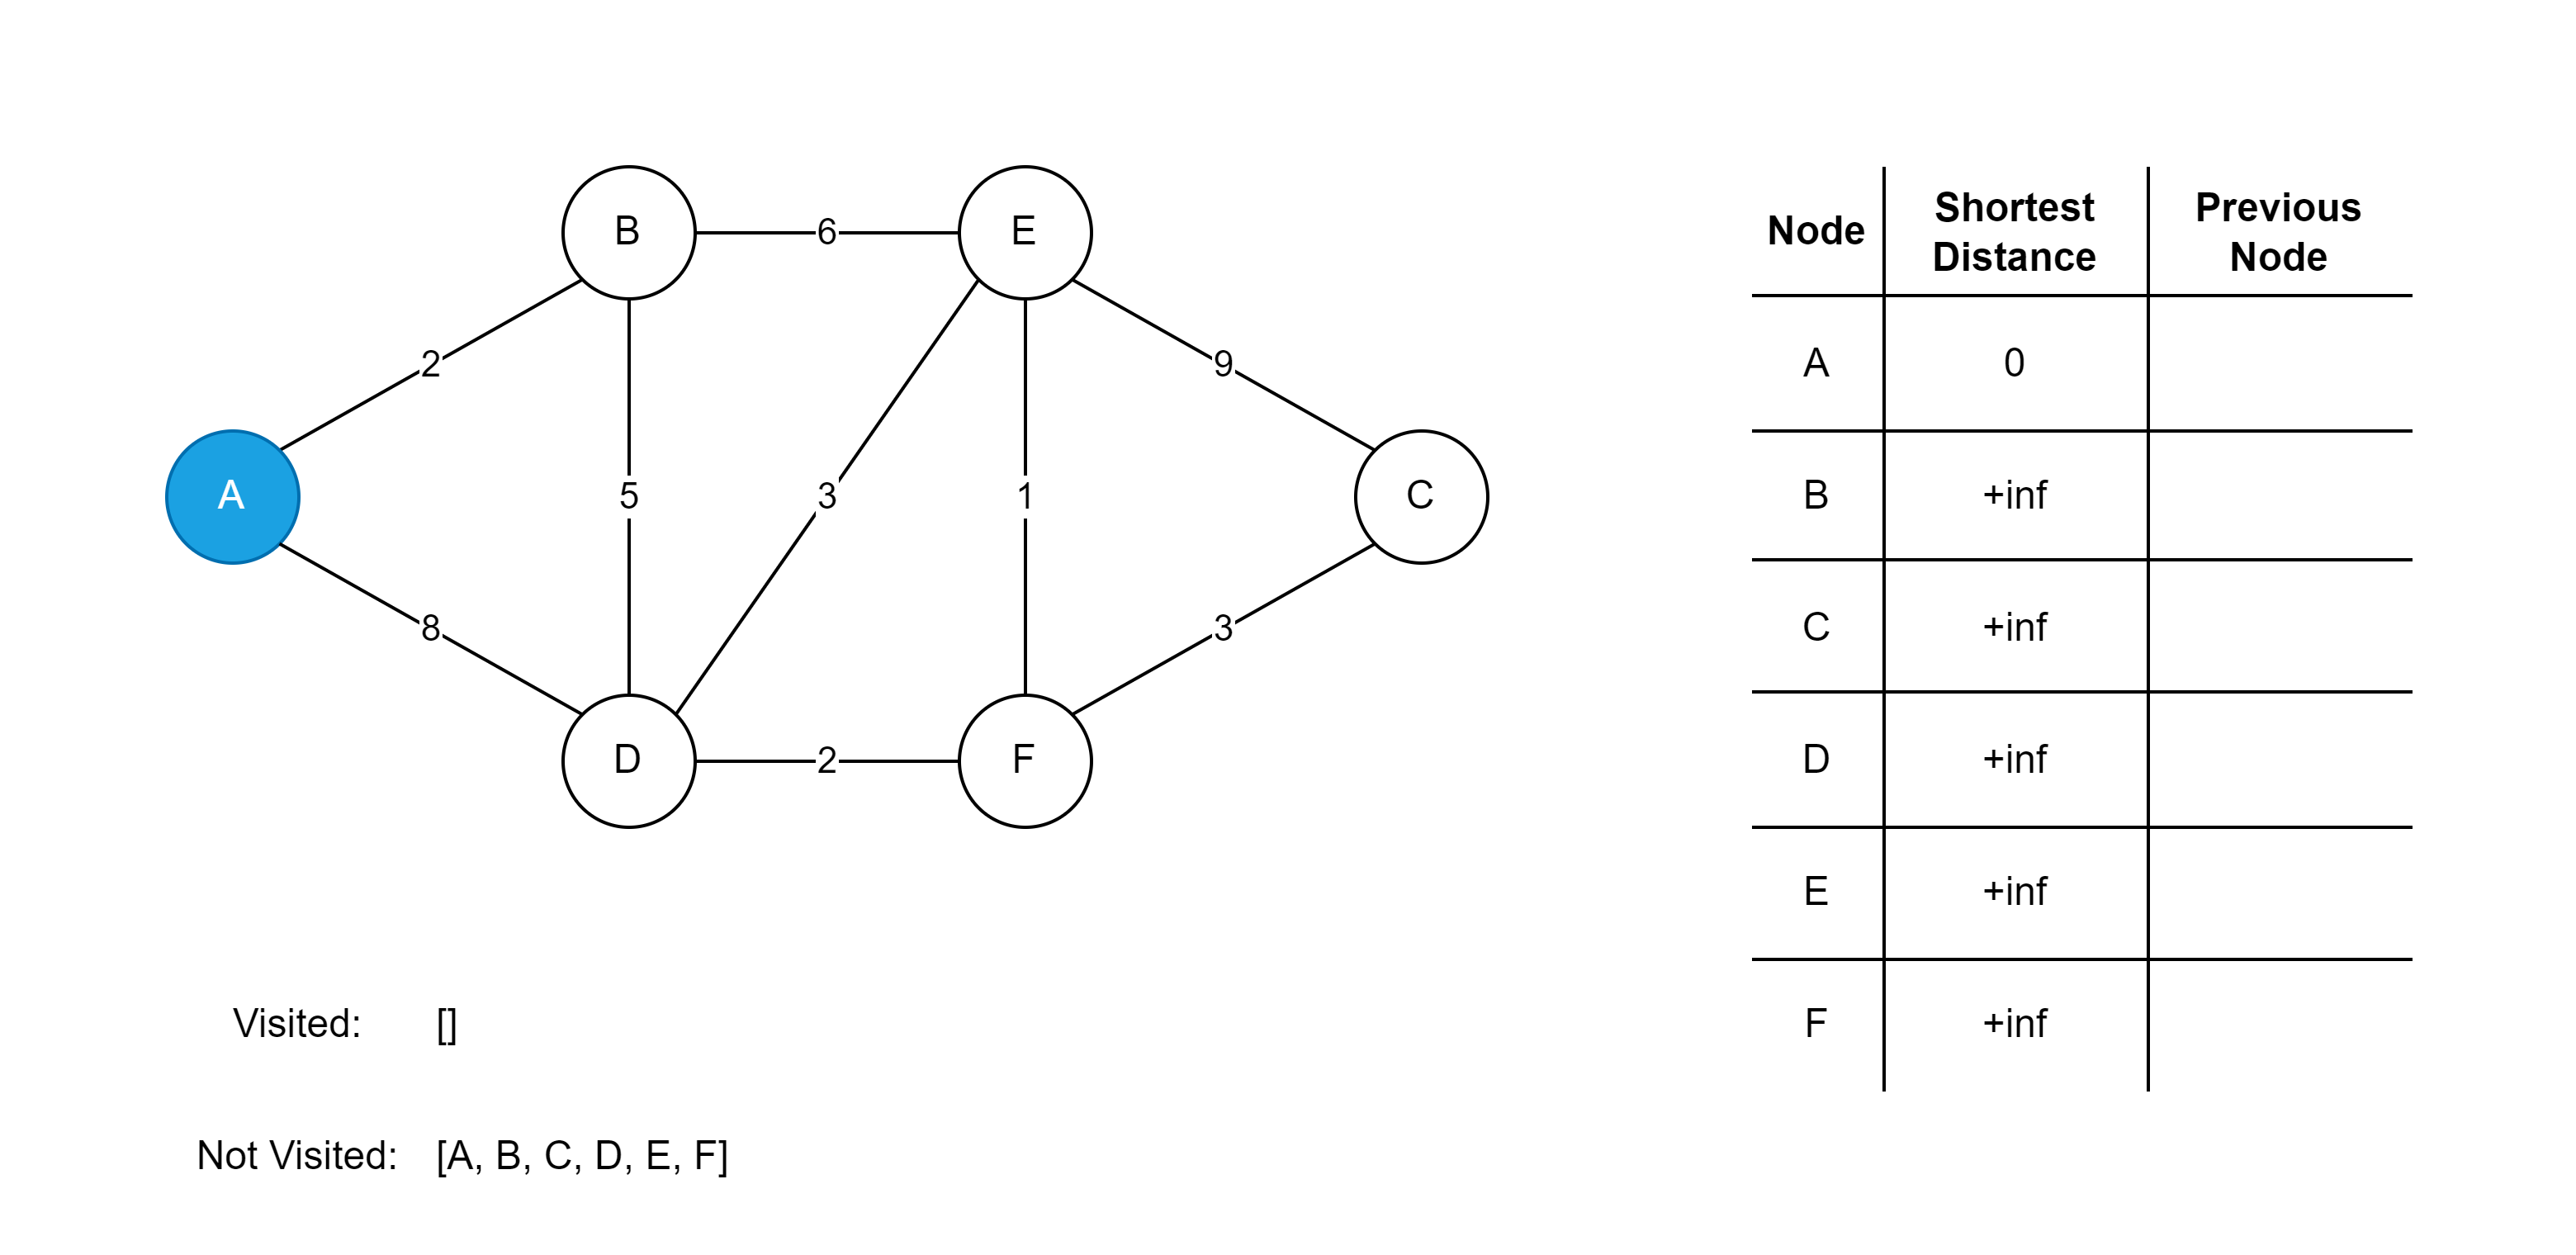 B
6
E
2
9
A
5
3
1
C
8
3
D
2
F
Visited: []
Not Visited: [A, B, C, D, E, F]
Node Shortest Distance Previous Node
A 0
B +inf
C +inf
D +inf
E +inf
F +inf